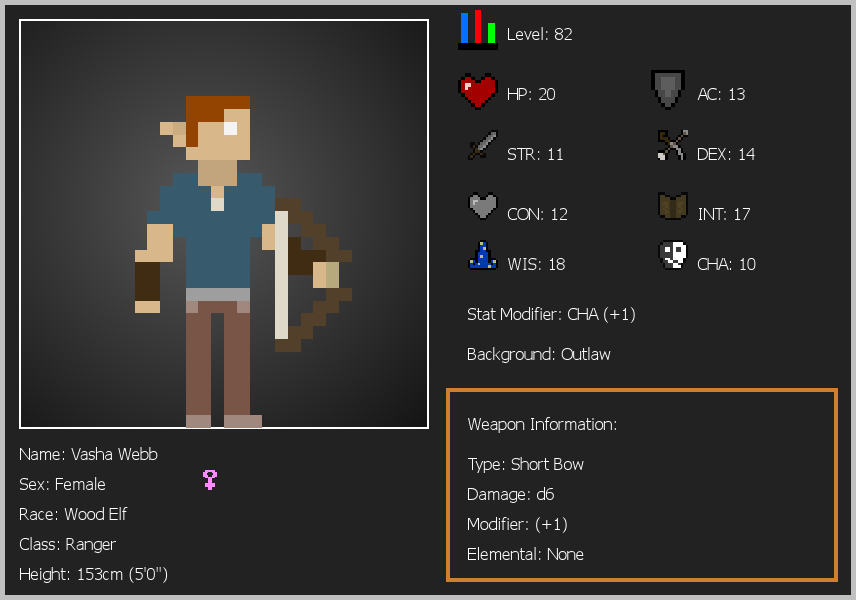 Level: 82
HP: 20
AC: 13
STR: 11
DEX: 14
CON: 12
INT: 17
WIS: 18
CHA: 10
Stat Modifier: CHA (+1)
Background: Outlaw
Weapon Information:
Type: Short Bow
Damage: d6
Modifier: (+1)
Elemental: None
Name: Vasha Webb
Sex: Female
Race: Wood Elf
Class: Ranger
Height: 153cm (5'0")